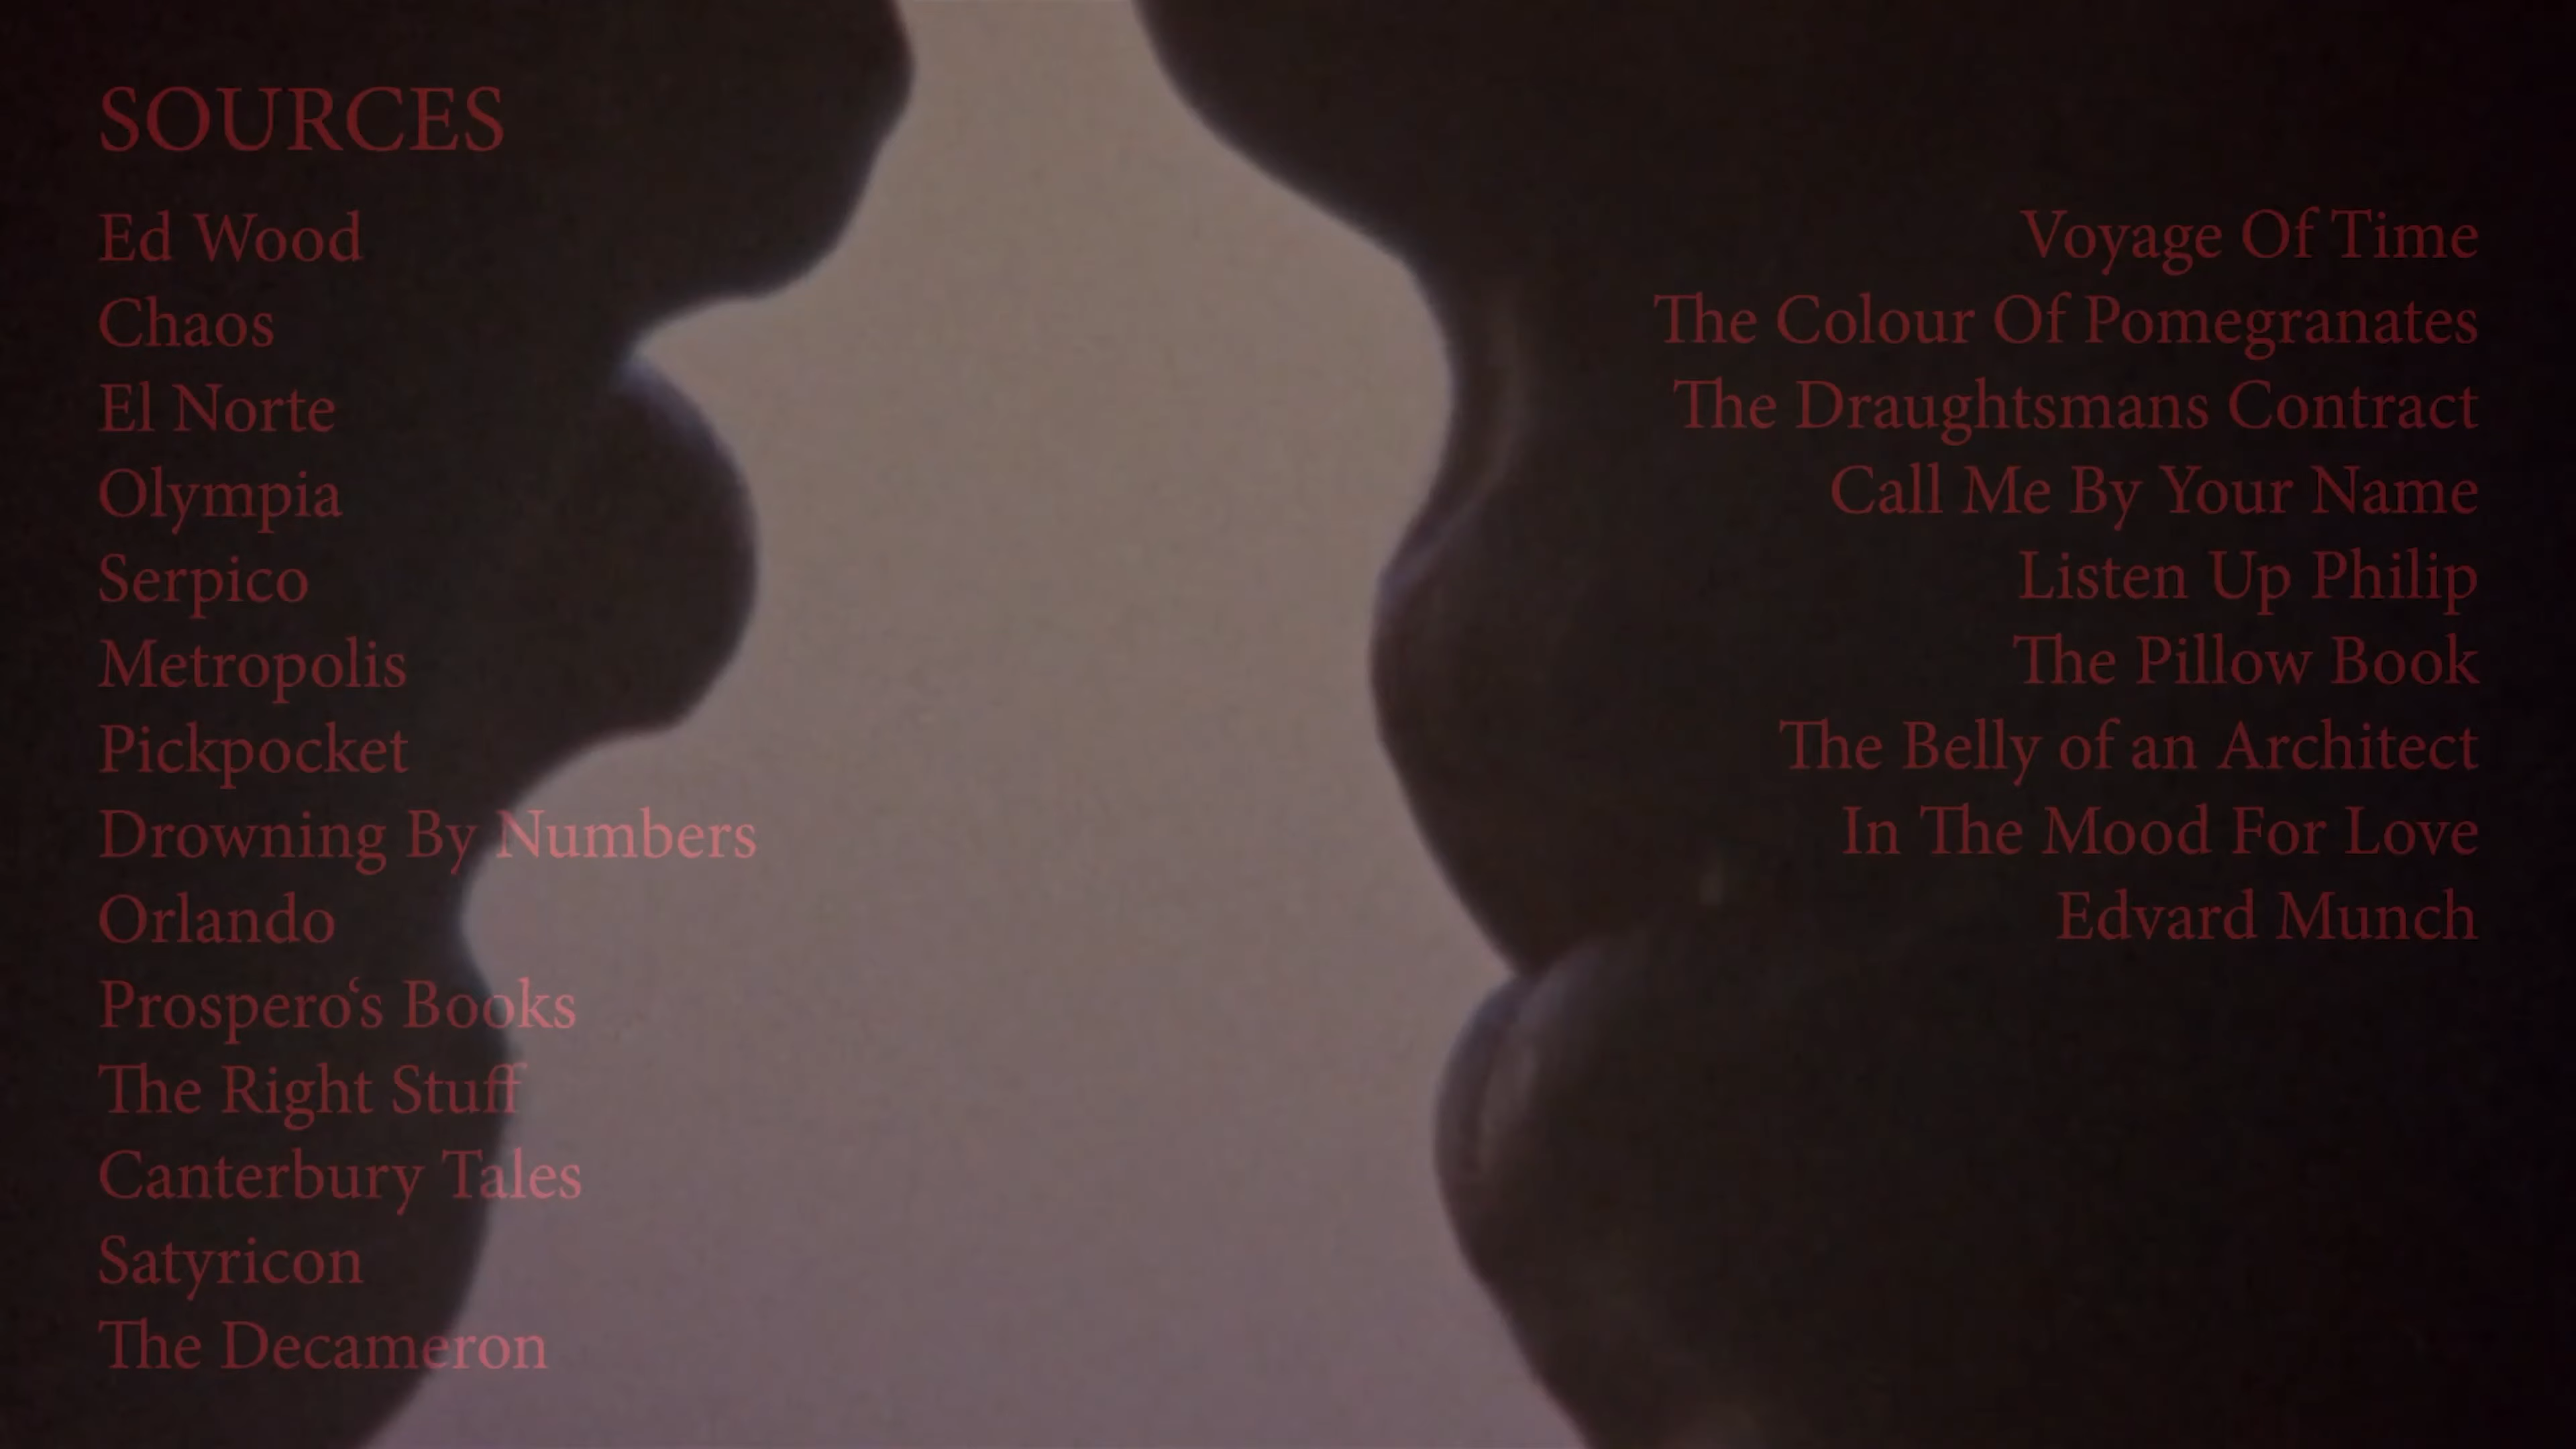 SOURCES
Ed Wood
Chaos
El Norte
Olympia
Serpico
Metropolis
Pickpocket
Drowning By Numbers
Orlando
Prospero‘s Books
The Right Stuff
Canterbury Tales
Satyricon
The Decameron
Voyage Of Time
The Colour Of Pomegranates
The Draughtsmans Contract
Call Me By Your Name
Listen Up Philip
The Pillow Book
The Belly of an Architect
In The Mood For Love
Edvard Munch